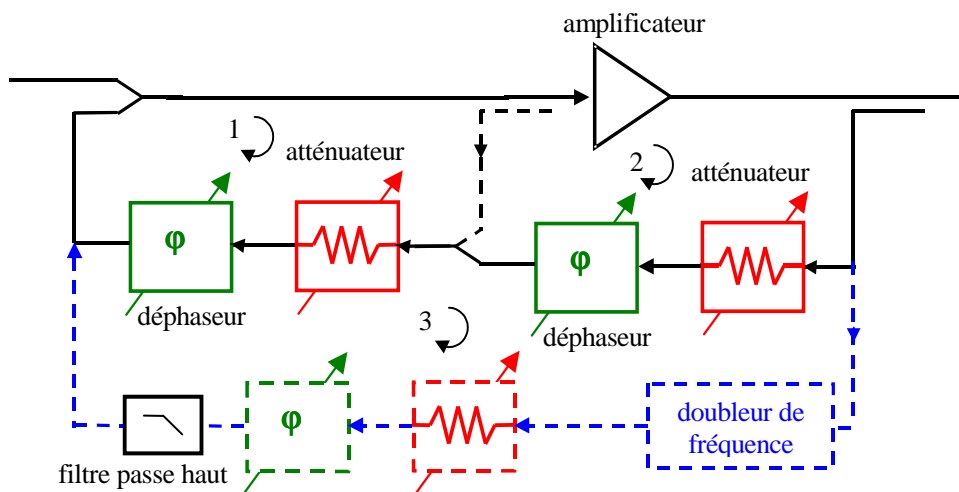 amplificateur
1
atténuateur
2
atténuateur
φ
φ
déphaseur
3
déphaseur
φ
doubleur de
fréquence
filtre passe haut